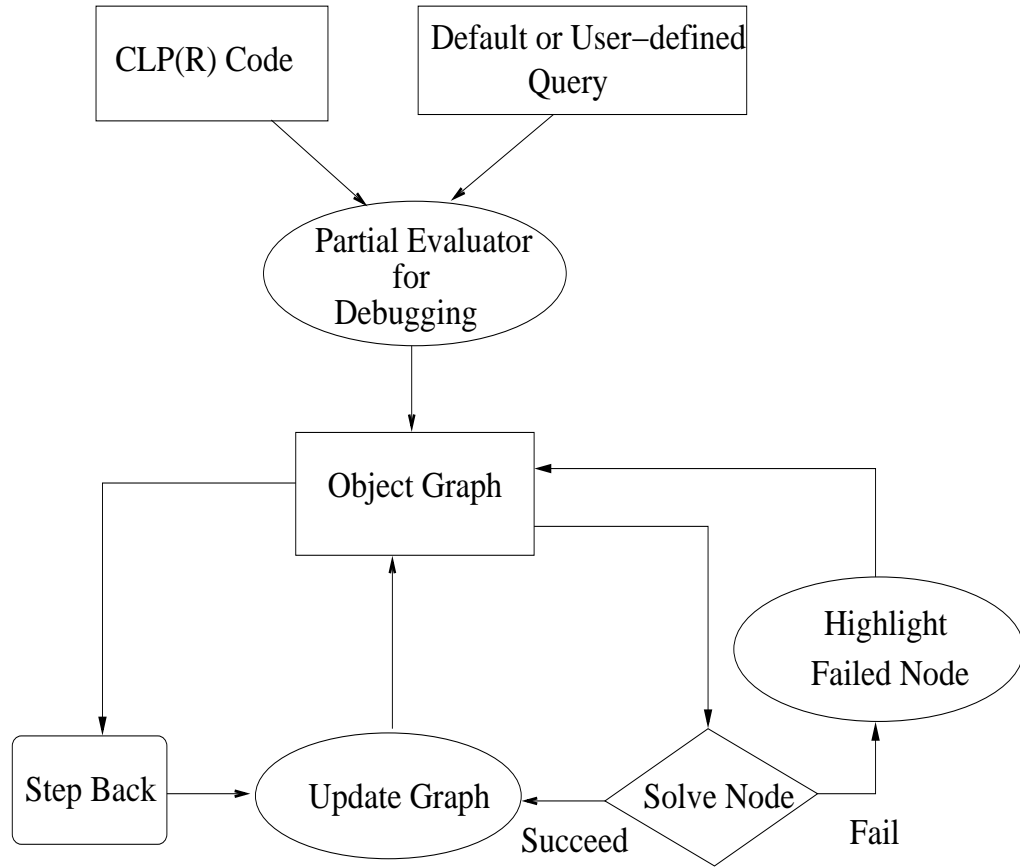 CLP(R) Code
Default or User−defined
Query
Partial Evaluator
for
Debugging
Object Graph
Highlight
Failed Node
Step Back
Update Graph
Solve Node
Succeed
Fail